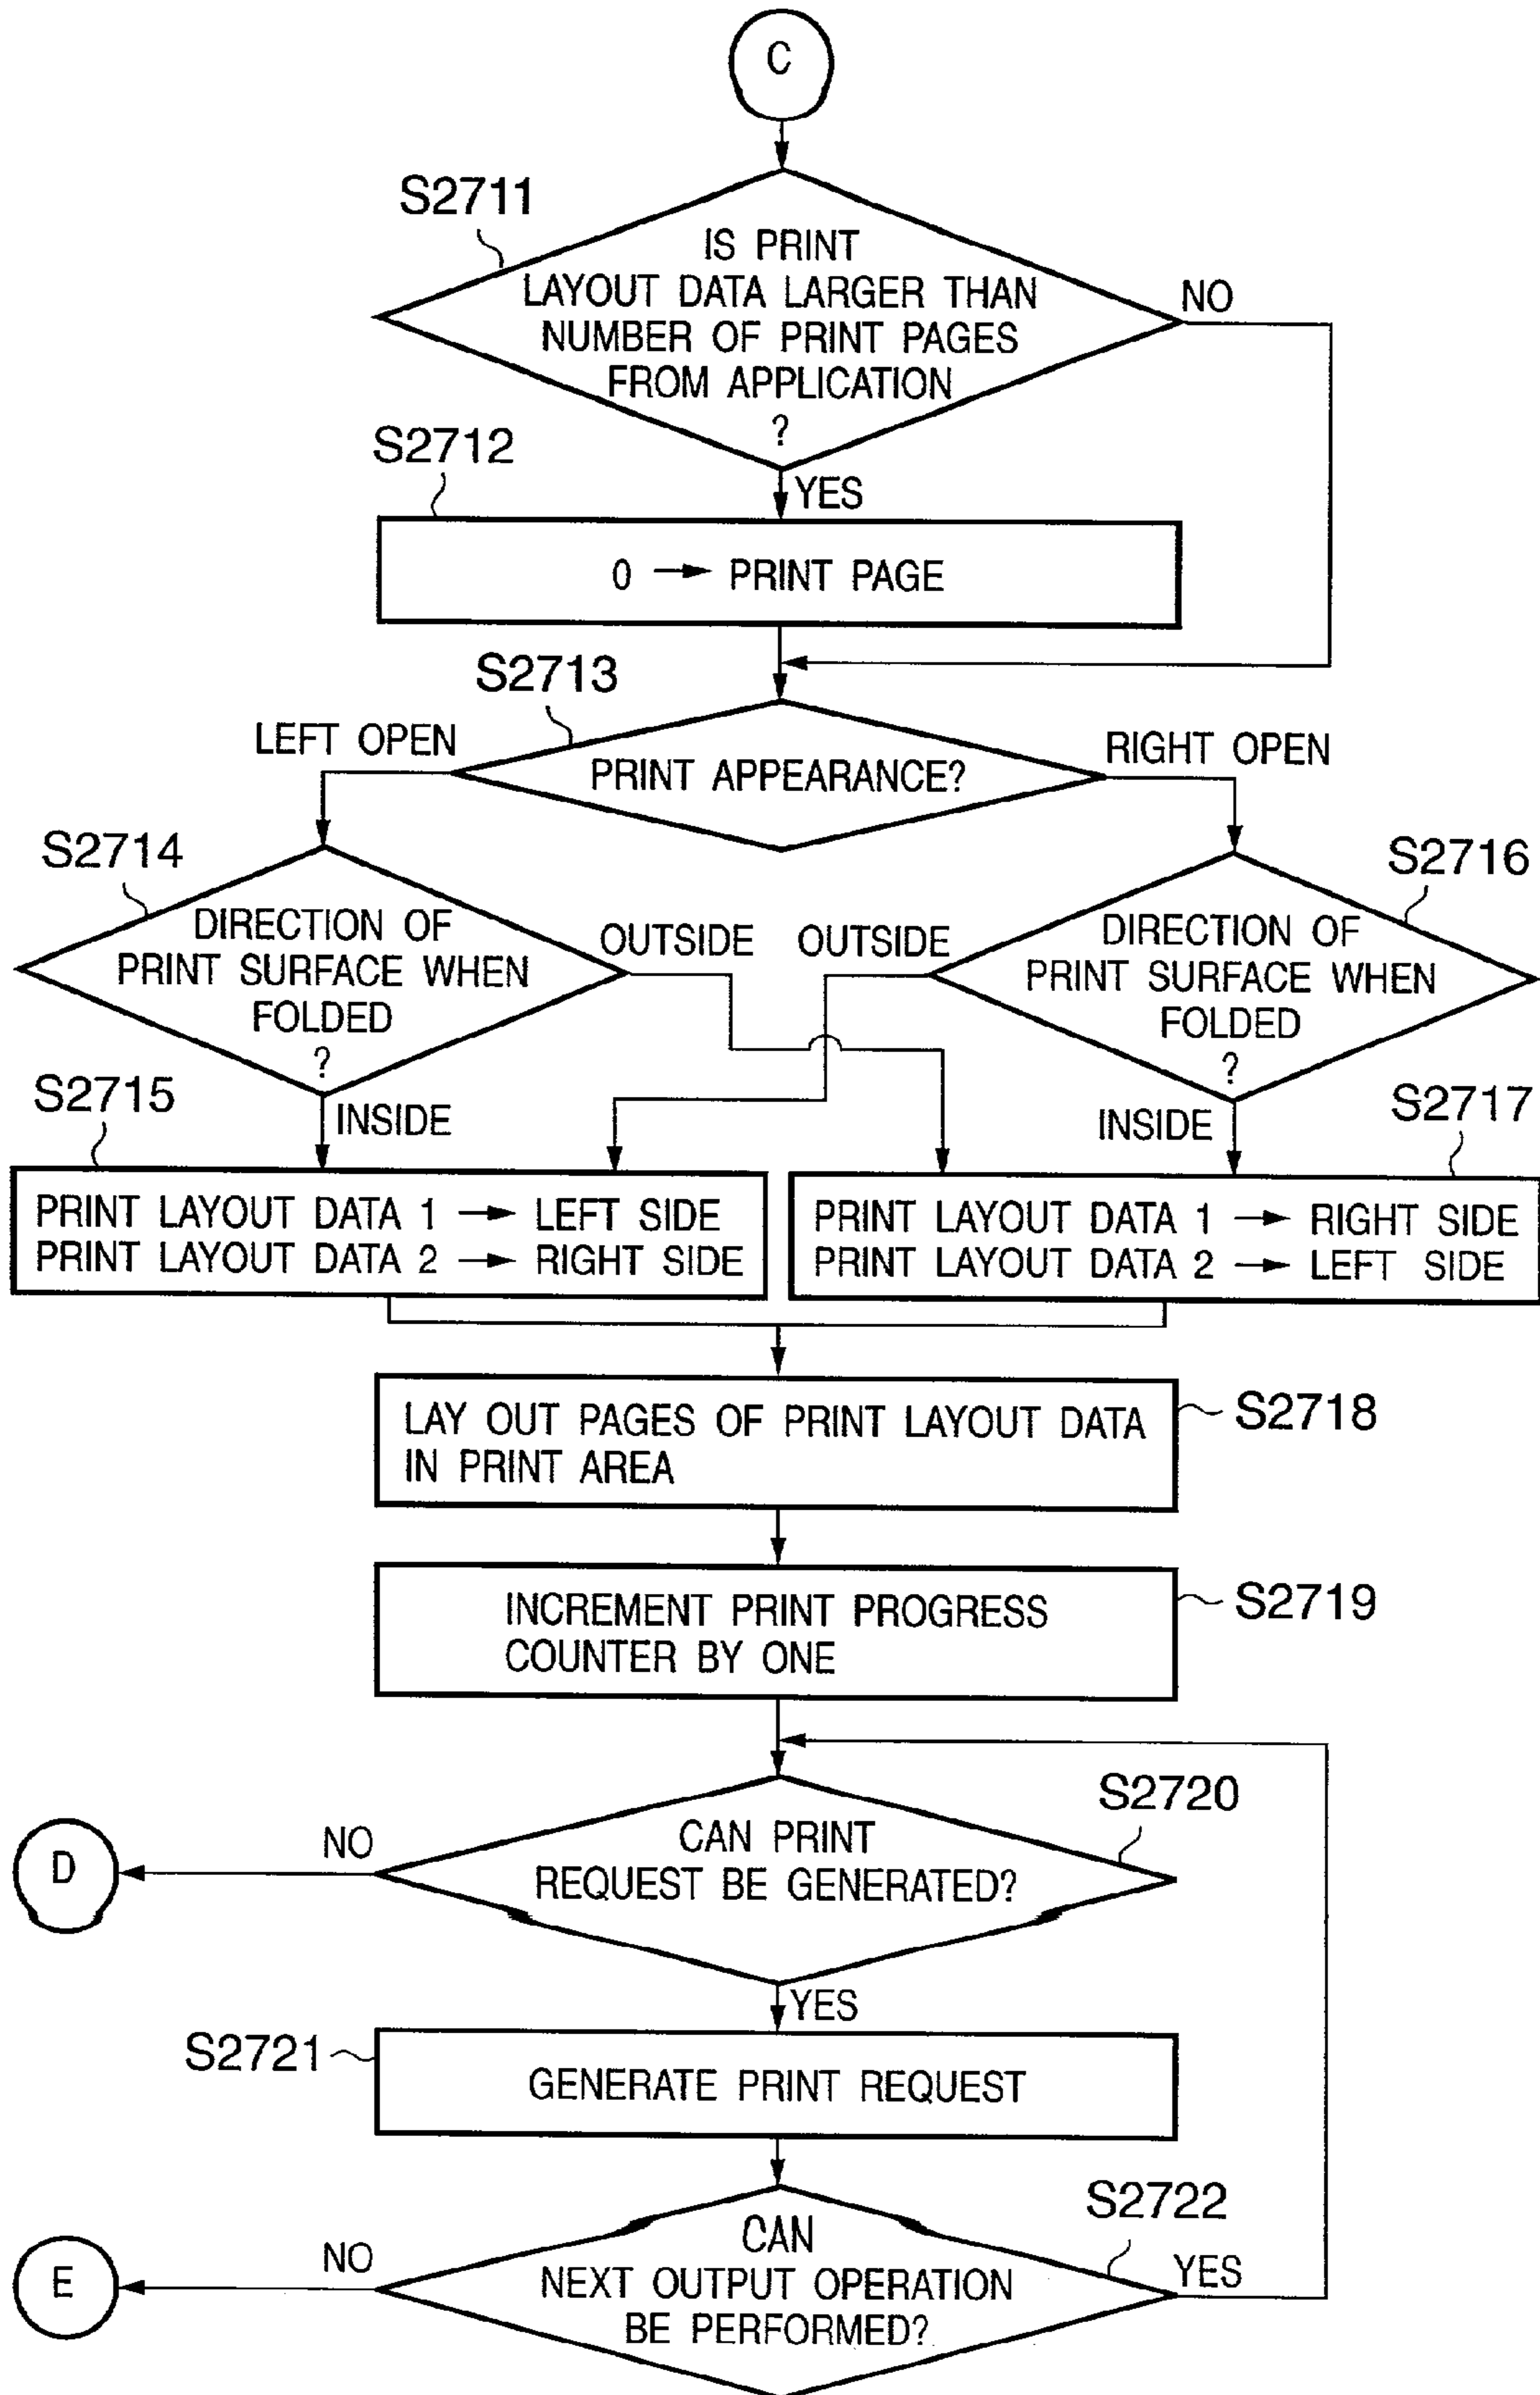 C
S2711
IS PRINT
LAYOUT DATA LARGER THAN
NUMBER OF PRINT PAGES
FROM APPLICATION
?
NO
S2712
YES
0 → PRINT PAGE
S2713
LEFT OPEN
PRINT APPEARANCE?
RIGHT OPEN
S2714
DIRECTION OF
PRINT SURFACE WHEN
FOLDED
?
OUTSIDE
OUTSIDE
S2716
DIRECTION OF
PRINT SURFACE WHEN
FOLDED
?
S2715
INSIDE
INSIDE
S2717
PRINT LAYOUT DATA 1 → LEFT SIDE
PRINT LAYOUT DATA 2 → RIGHT SIDE
PRINT LAYOUT DATA 1 → RIGHT SIDE
PRINT LAYOUT DATA 2 → LEFT SIDE
LAY OUT PAGES OF PRINT LAYOUT DATA
IN PRINT AREA
S2718
INCREMENT PRINT PROGRESS
COUNTER BY ONE
S2719
S2720
D
NO
CAN PRINT
REQUEST BE GENERATED?
YES
S2721
GENERATE PRINT REQUEST
S2722
E
NO
CAN
NEXT OUTPUT OPERATION
BE PERFORMED?
YES